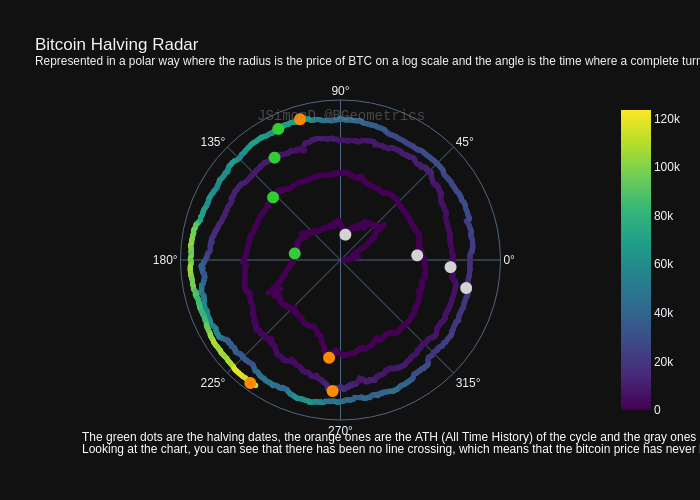 Bitcoin Halving Radar
Represented in a polar way where the radius is the price of BTC on a log scale and the angle is the time where a complete turn
90°
JSimonD @BGeometrics
135°
45°
180°
0°
225°
315°
270°
120k
100k
80k
60k
40k
20k
0
The green dots are the halving dates, the orange ones are the ATH (All Time History) of the cycle and the gray ones
Looking at the chart, you can see that there has been no line crossing, which means that the bitcoin price has never